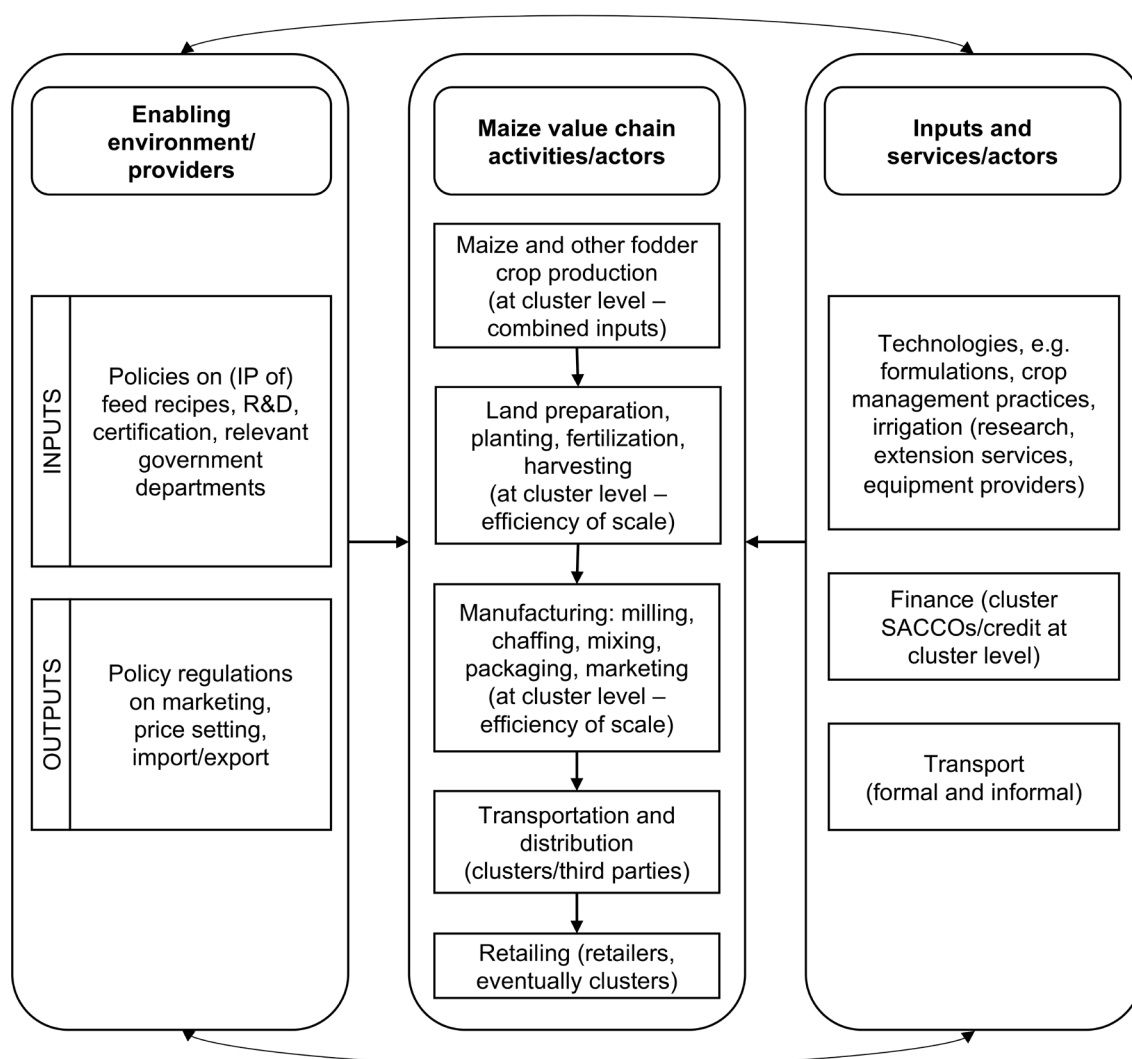 Enabling
environment/
providers
INPUTS
Policies on (IP of)
feed recipes, R&D,
certification, relevant
government
departments
OUTPUTS
Policy regulations
on marketing,
price setting,
import/export
Maize value chain
activities/actors
Maize and other fodder
crop production
(at cluster level –
combined inputs)
Land preparation,
planting, fertilization,
harvesting
(at cluster level –
efficiency of scale)
Manufacturing: milling,
chaffing, mixing,
packaging, marketing
(at cluster level –
efficiency of scale)
Transportation and
distribution
(clusters/third parties)
Retailing (retailers,
eventually clusters)
Inputs and
services/actors
Technologies, e.g.
formulations, crop
management practices,
irrigation (research,
extension services,
equipment providers)
Finance (cluster
SACCOs/credit at
cluster level)
Transport
(formal and informal)